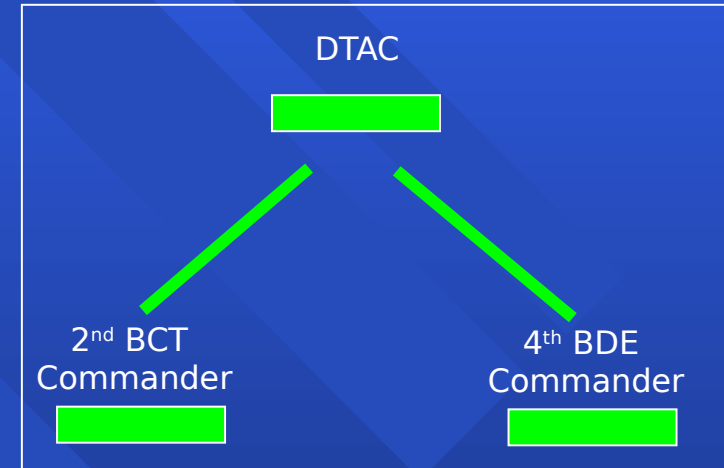 DTAC
2nd BCT
Commander
4th BDE
Commander